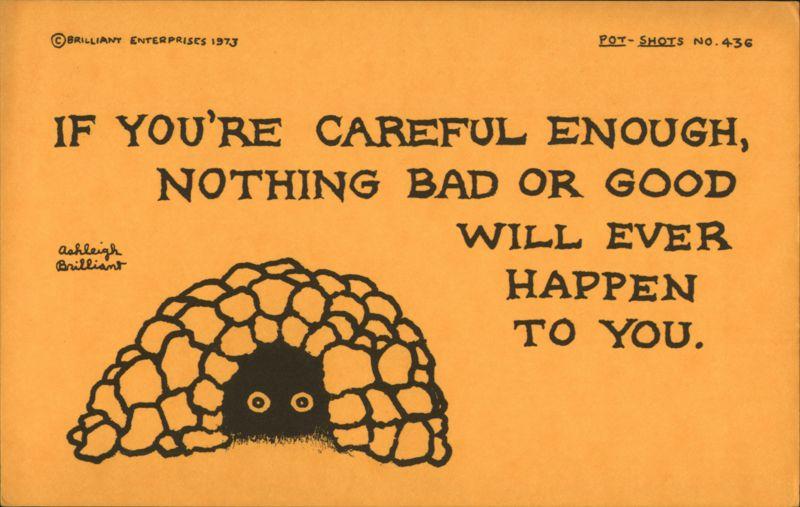 ©BRILLIANT ENTERPRISES 1973
POT-SHOTS NO. 436
IF YOU'RE CAREFUL ENOUGH,
NOTHING BAD OR GOOD
WILL EVER
HAPPEN
TO YOU.
Ashleigh
Brilliant